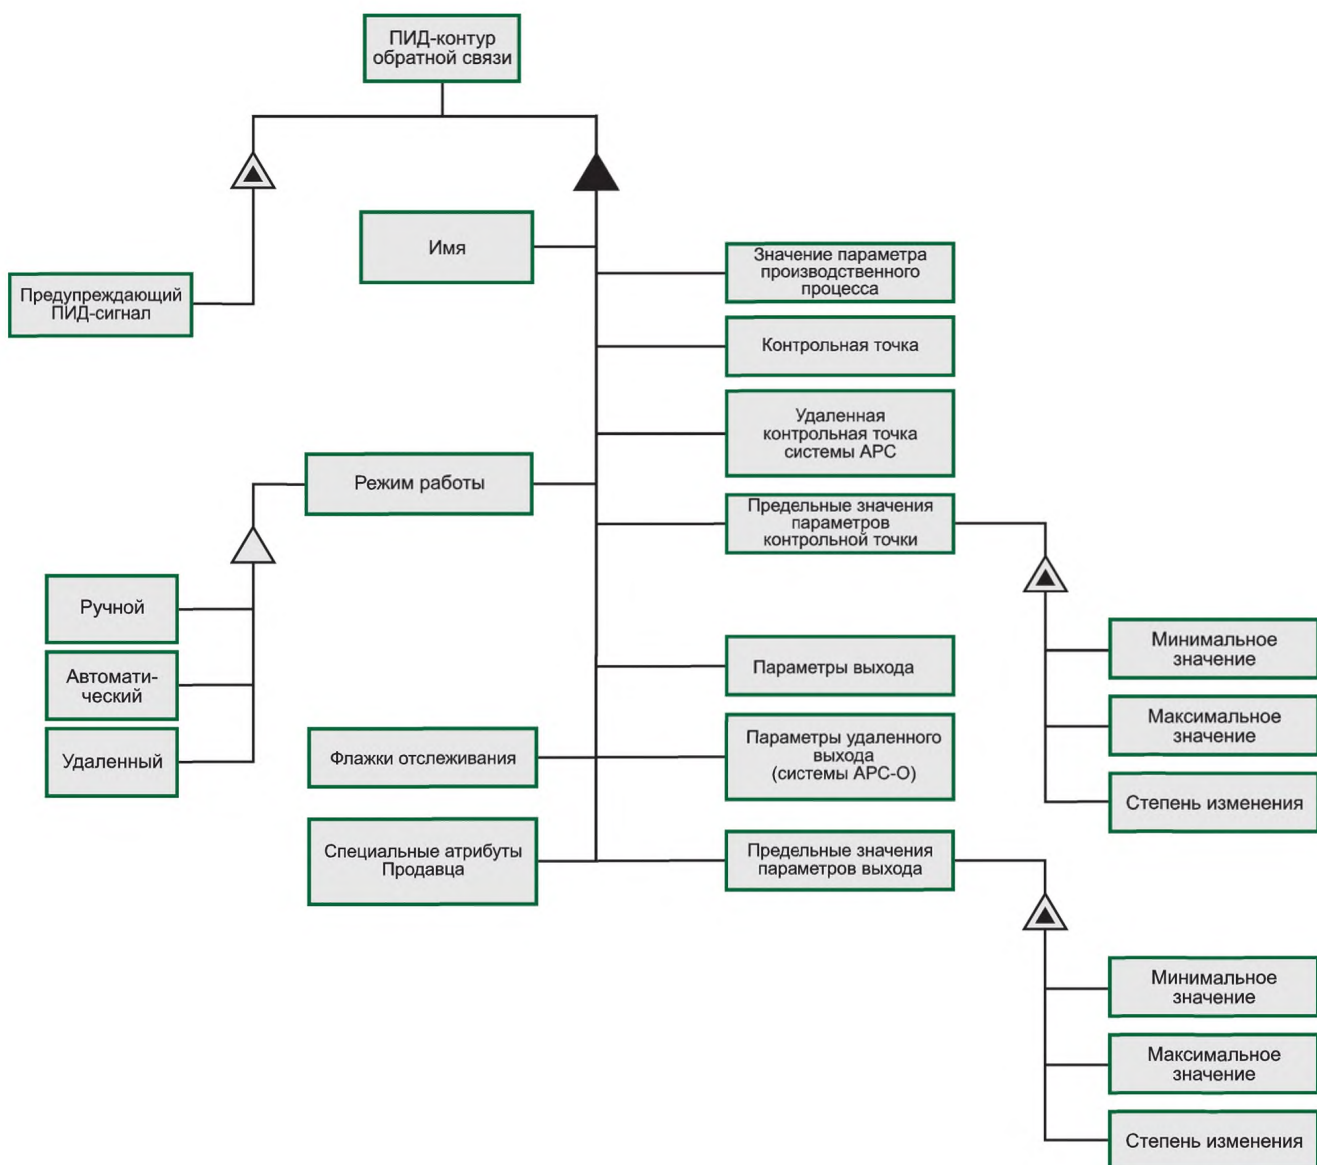 ПИД-контур
обратной связи
Имя
Значение параметра
производственного
процесса
Предупреждающий
ПИД-сигнал
Контрольная точка
Удаленная
контрольная точка
системы АРС
Режим работы
Предельные значения
параметров
контрольной точки
Ручной
Автомати-
ческий
Удаленный
Минимальное
значение
Максимальное
значение
Степень изменения
Параметры выхода
Флажки отслеживания
Параметры удаленного
выхода
(системы АРС-О)
Специальные атрибуты
Продавца
Предельные значения
параметров выхода
Минимальное
значение
Максимальное
значение
Степень изменения